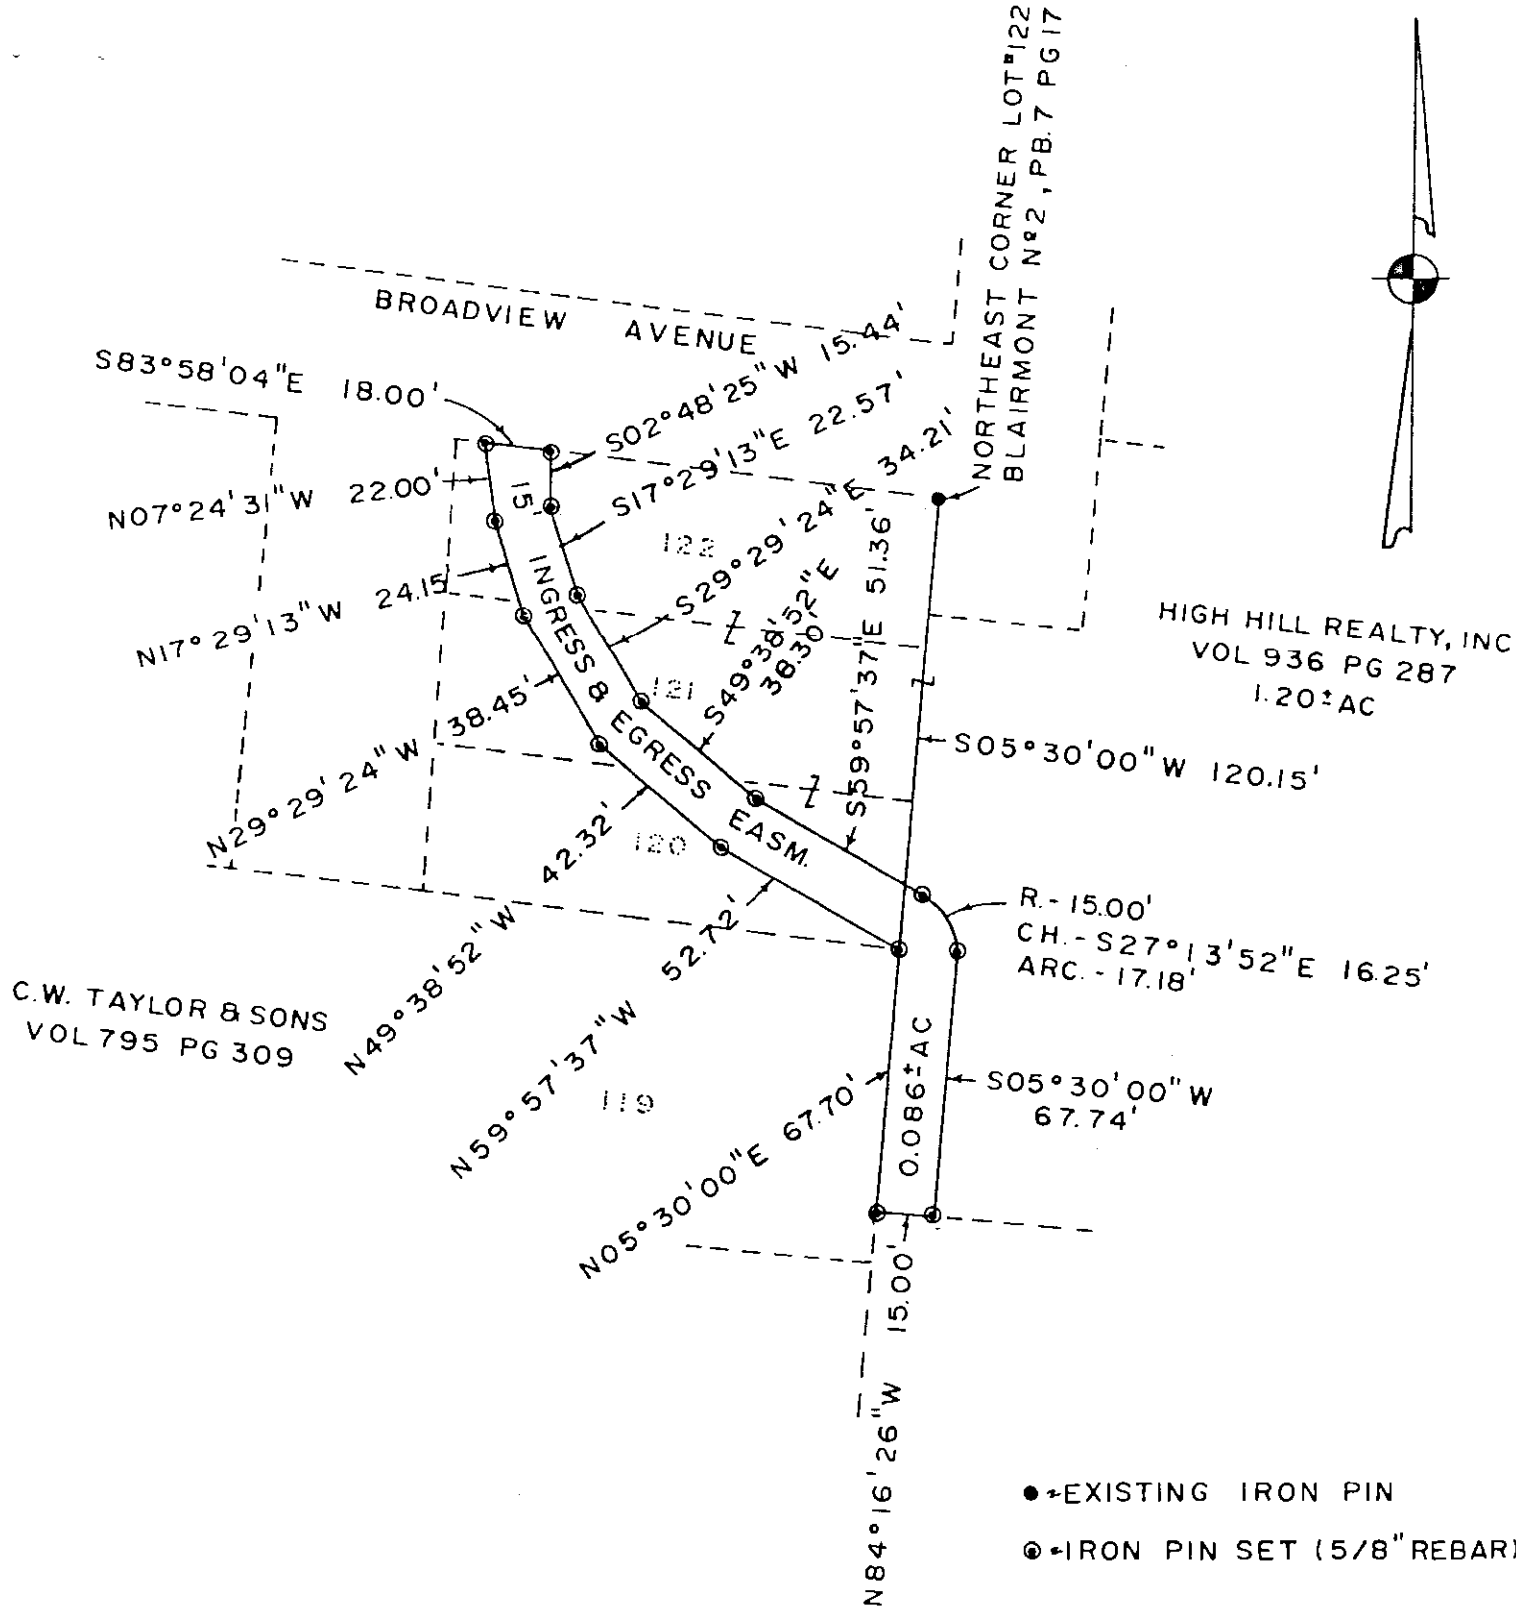 NORTHEAST CORNER LOT #122
BLAIRMONT Nº2, PB.7 PG 17
BROADVIEW AVENUE
S83°58'04"E 18.00'
S02°48'25"W 15.44'
S17°29'13"E 22.57'
S29°29'24"E 34.21'
S49°38'52"E
38.30'
S59°57'37"E 51.36'
N07°24'31"W 22.00'
N17°29'13"W 24.15
N29°29'24"W 38.45'
N49°38'52"W 42.32'
N59°57'37"W 52.72'
N05°30'00"E 67.70'
N84°16'26"W 15.00'
15'
INGRESS & EGRESS EASM.
122
121
120
119
HIGH HILL REALTY, INC
VOL 936 PG 287
1.20±AC
S05°30'00"W 120.15'
R.-15.00'
CH.-S27°13'52"E 16.25'
ARC.-17.18'
C.W. TAYLOR & SONS
VOL 795 PG 309
0.086±AC
S05°30'00"W
67.74'
EXISTING IRON PIN
IRON PIN SET (5/8" REBAR)